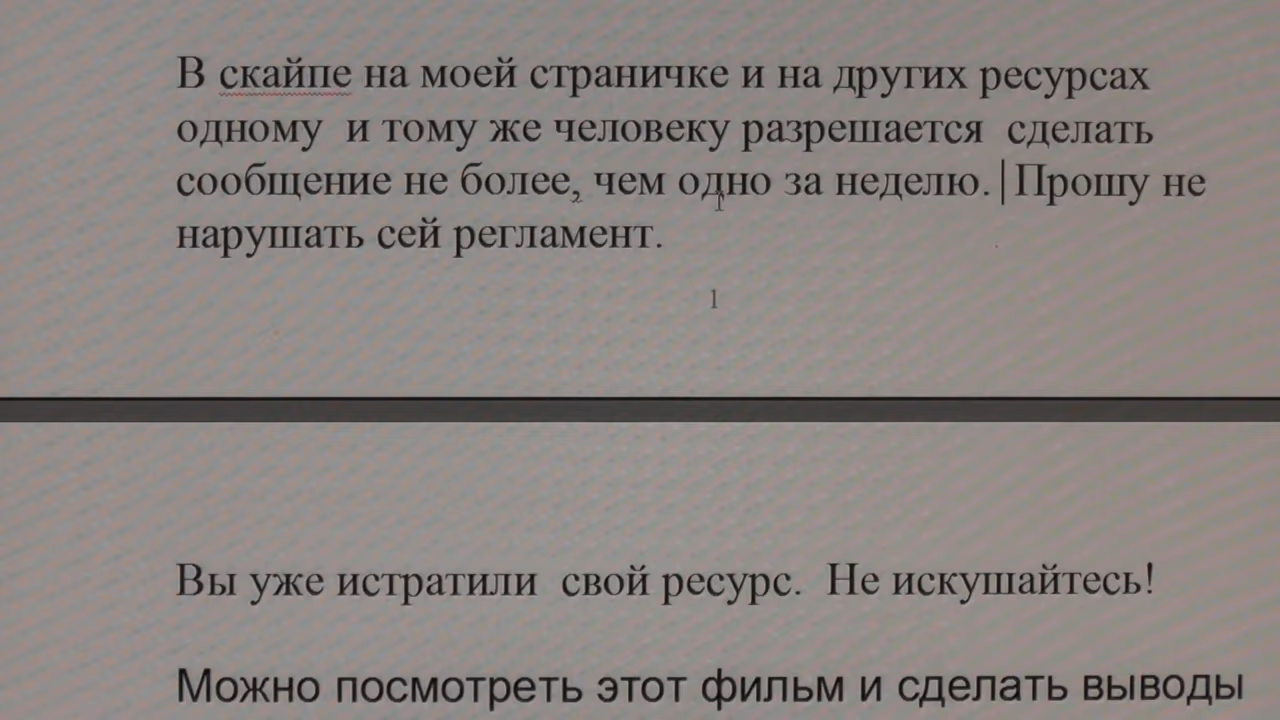 В скайпе на моей страничке и на других ресурсах
одному и тому же человеку разрешается сделать
сообщение не более, чем одно за неделю. Прошу не
нарушать сей регламент.
1
Вы уже истратили свой ресурс. Не искушайтесь!
Можно посмотреть этот фильм и сделать выводы